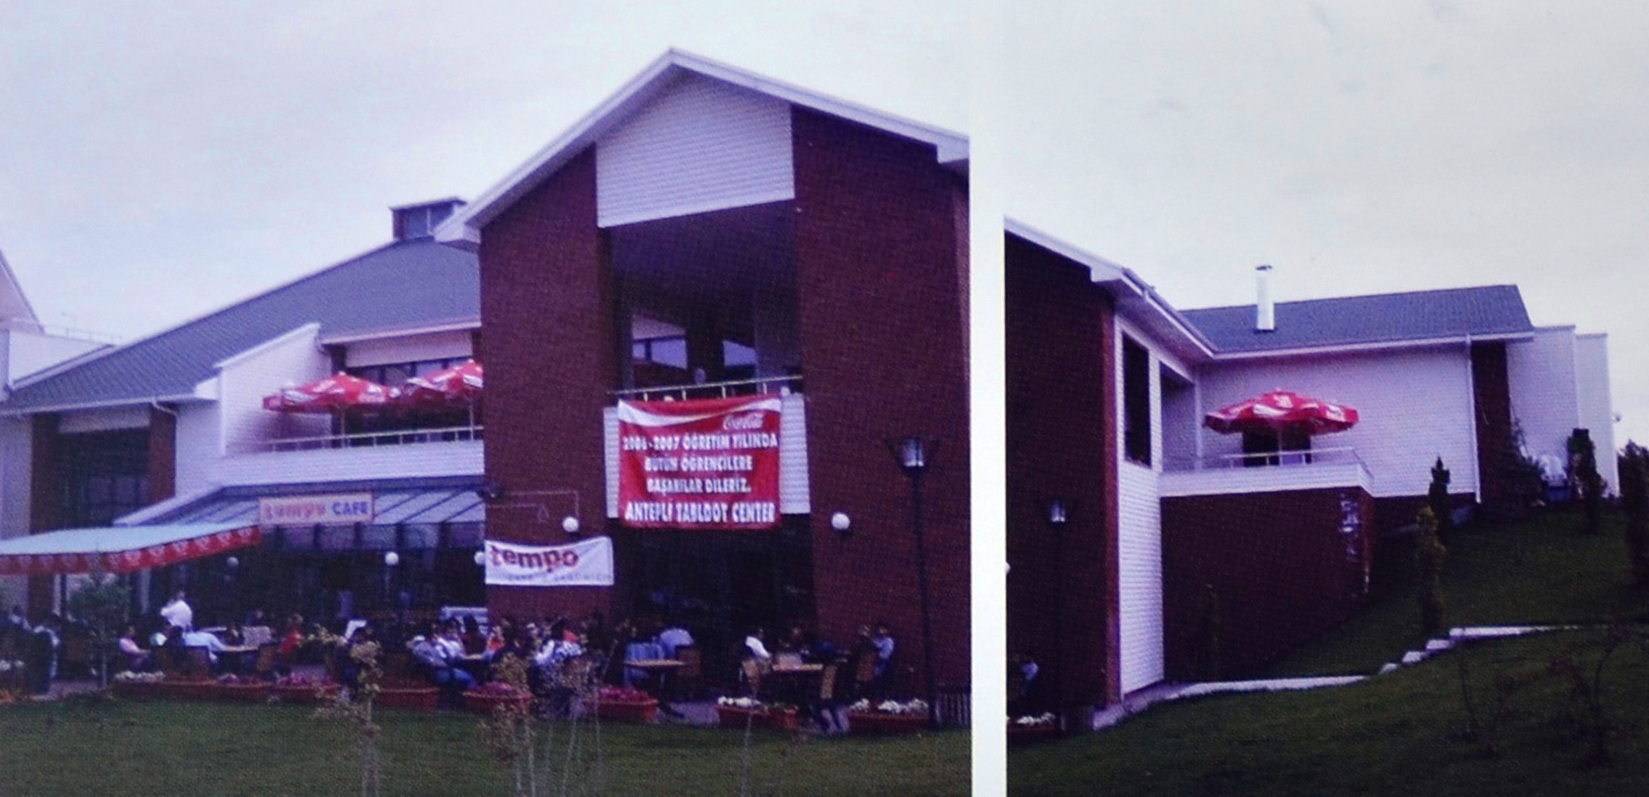 tempo CAFE
Coca-Cola
2006-2007 ÖĞRETİM YILINDA
BÜTÜN ÖĞRENCİLERE
BAŞARILAR DİLERİZ.
ANTEPLİ TABLDOT CENTER
tempo